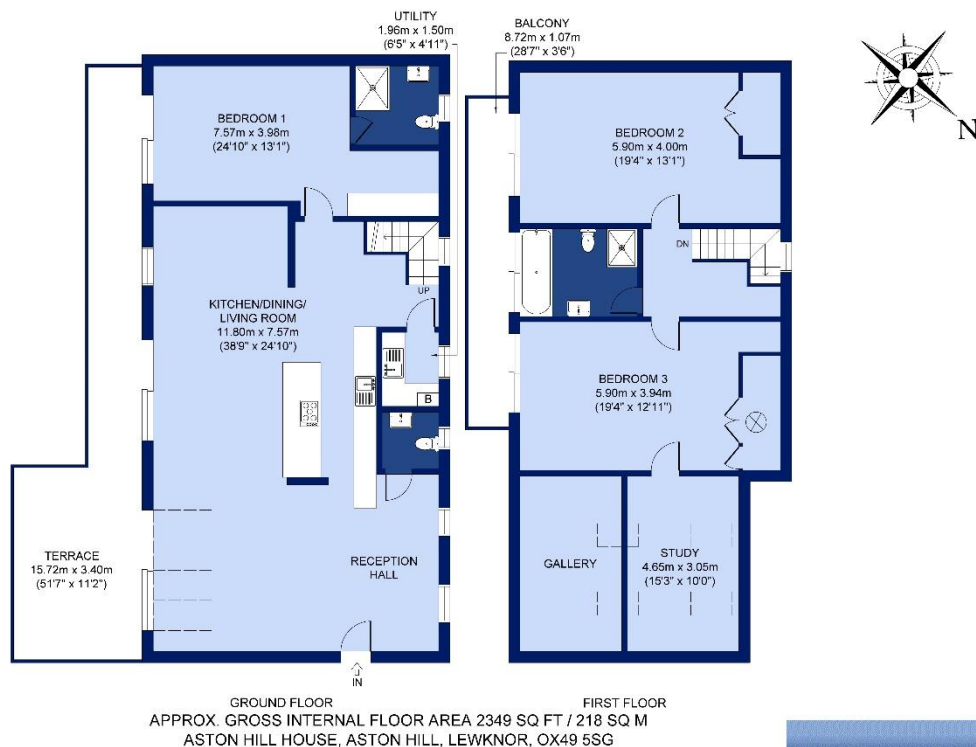 UTILITY
1.96m x 1.50m
(6'5" x 4'11")
BALCONY
8.72m x 1.07m
(28'7" x 3'6")
N
BEDROOM 1
7.57m x 3.98m
(24'10" x 13'1")
BEDROOM 2
5.90m x 4.00m
(19'4" x 13'1")
DN
UP
KITCHEN/DINING/
LIVING ROOM
11.80m x 7.57m
(38'9" x 24'10")
B
BEDROOM 3
5.90m x 3.94m
(19'4" x 12'11")
TERRACE
15.72m x 3.40m
(51'7" x 11'2")
RECEPTION
HALL
GALLERY
STUDY
4.65m x 3.05m
(15'3" x 10'0")
IN
GROUND FLOOR
FIRST FLOOR
APPROX. GROSS INTERNAL FLOOR AREA 2349 SQ FT / 218 SQ M
ASTON HILL HOUSE, ASTON HILL, LEWKNOR, OX49 5SG